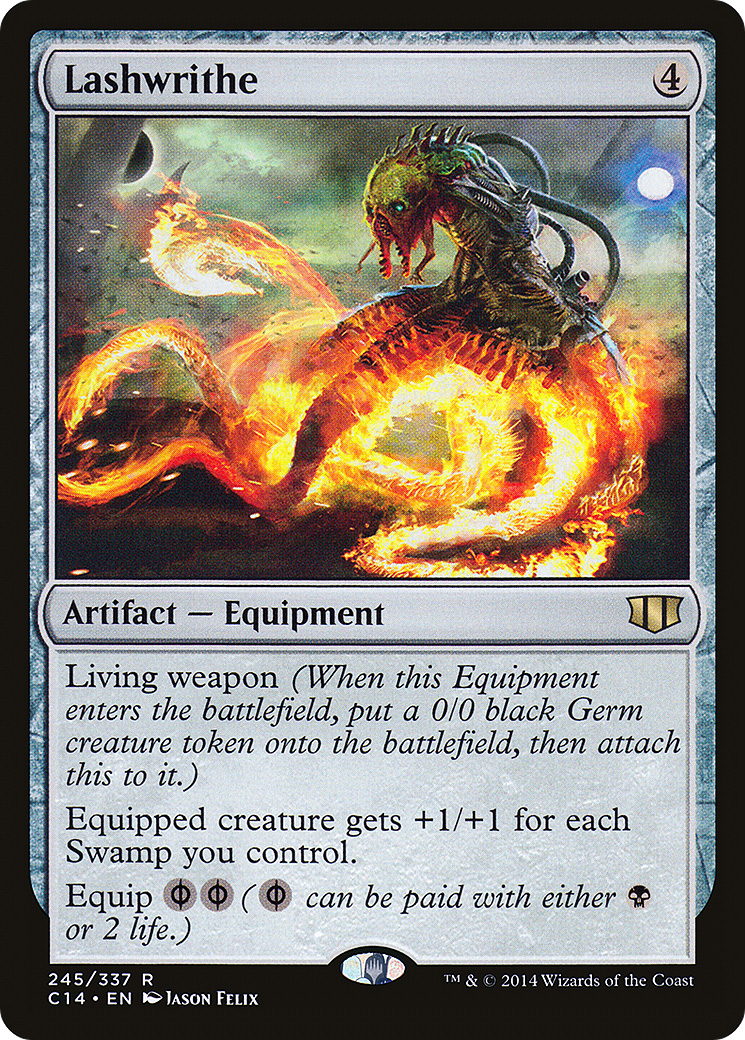 Lashwrithe 4
Artifact — Equipment
Living weapon (When this Equipment
enters the battlefield, put a 0/0 black Germ
creature token onto the battlefield, then attach
this to it.)
Equipped creature gets +1/+1 for each
Swamp you control.
Equip ( can be paid with either
or 2 life.)
245/337 R
C14 • EN Jason Felix
™ & © 2014 Wizards of the Coast